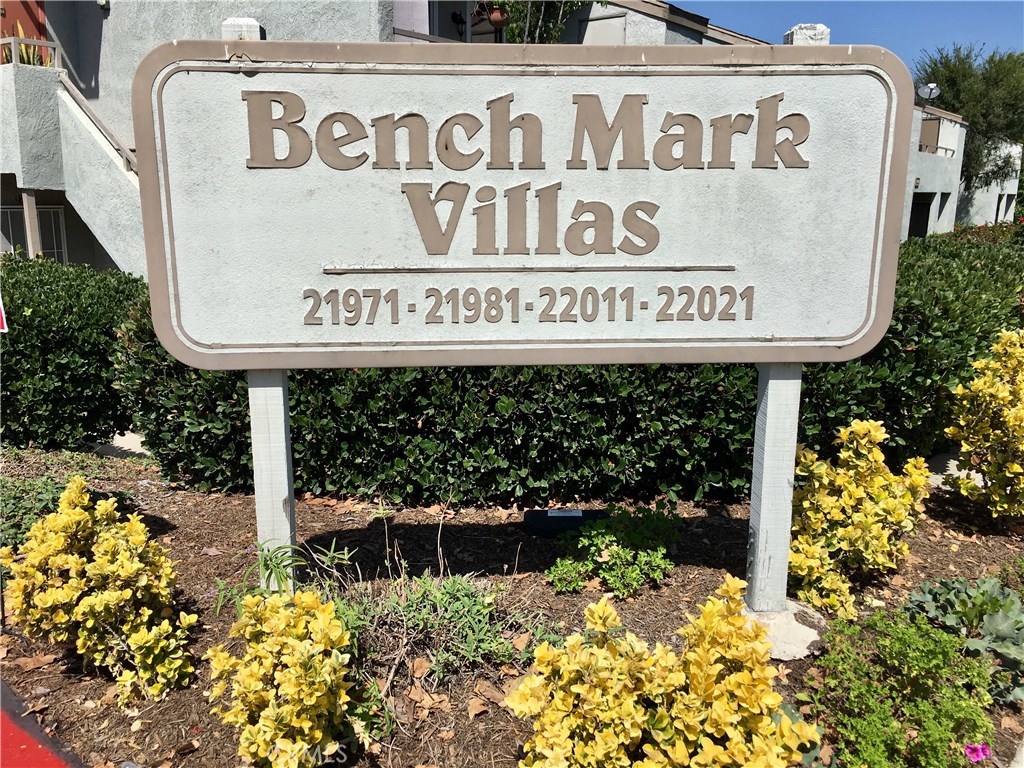 Bench Mark
Villas
21971 - 21981 - 22011 - 22021